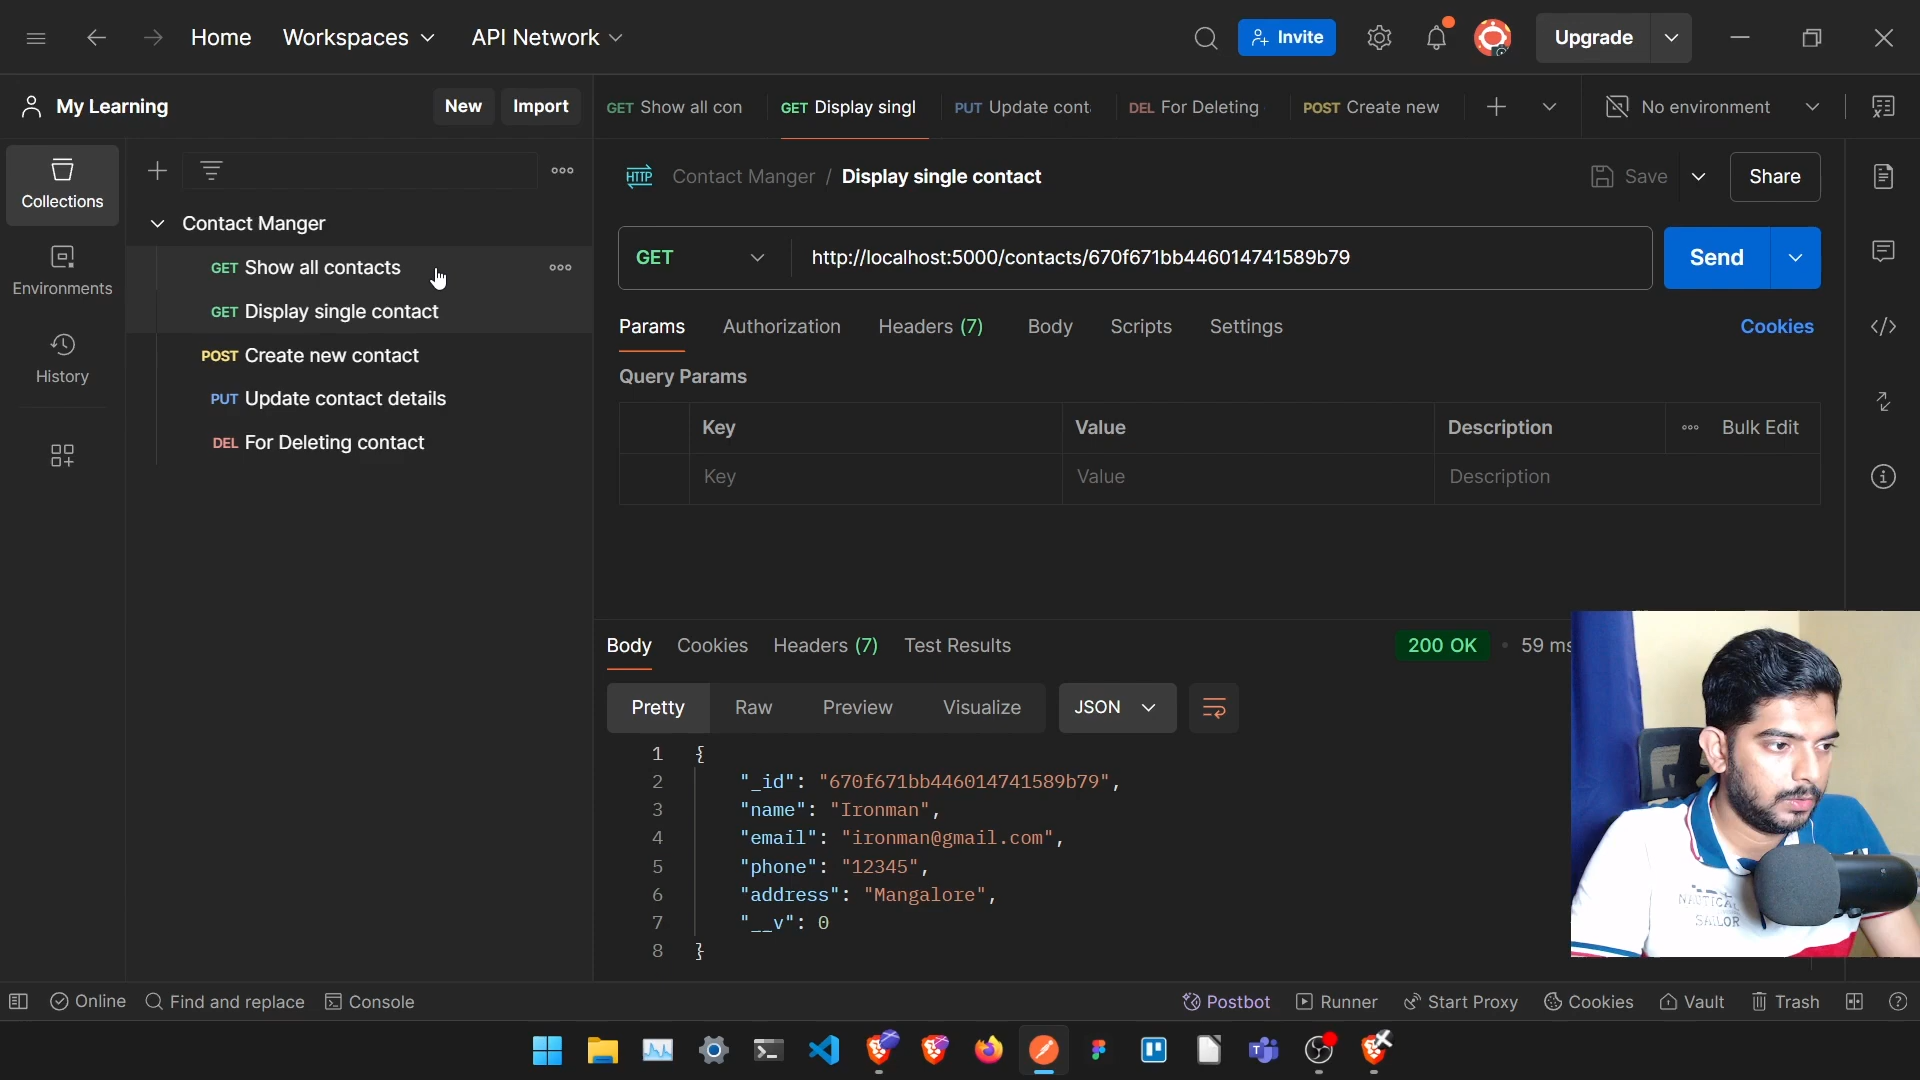 Home Workspaces API Network Invite Upgrade
My Learning New Import
GET Show all con GET Display singl PUT Update cont DEL For Deleting POST Create new No environment
Collections
Environments
History
Contact Manger
GET Show all contacts
GET Display single contact
POST Create new contact
PUT Update contact details
DEL For Deleting contact
HTTP Contact Manger / Display single contact Save Share
GET http://localhost:5000/contacts/670f671bb446014741589b79 Send
Params Authorization Headers (7) Body Scripts Settings Cookies
Query Params
Key Value Description Bulk Edit
Key Value Description
Body Cookies Headers (7) Test Results 200 OK • 59 ms
Pretty Raw Preview Visualize JSON
1 {
2 "_id": "670f671bb446014741589b79",
3 "name": "Ironman",
4 "email": "ironman@gmail.com",
5 "phone": "12345",
6 "address": "Mangalore",
7 "__v": 0
8 }
NAUTICAL
SAILOR
Online Find and replace Console Postbot Runner Start Proxy Cookies Vault Trash